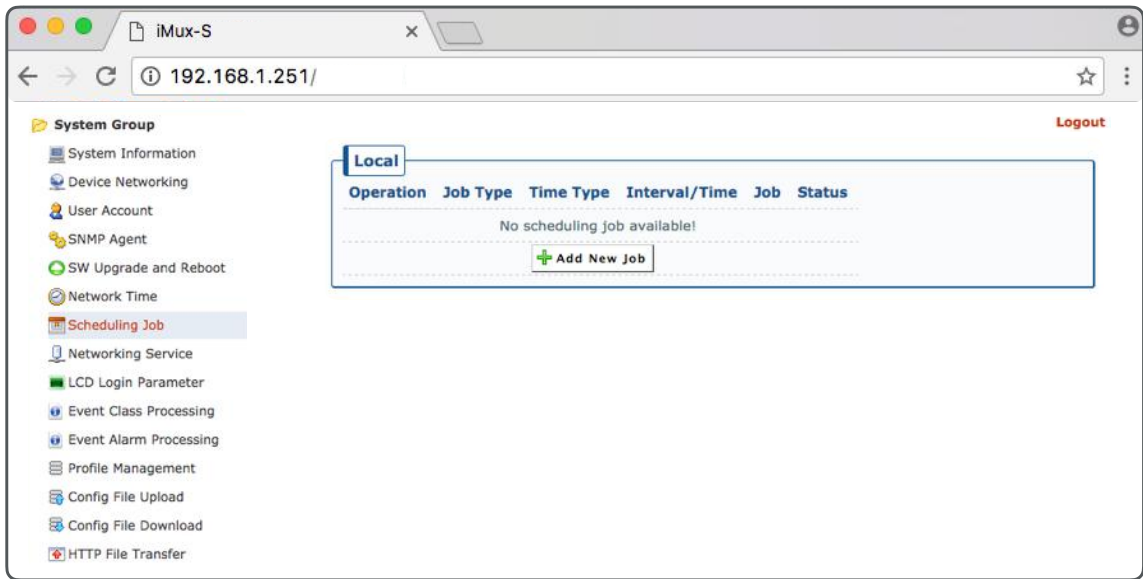 iMux-S
192.168.1.251/
System Group
Logout
System Information
Device Networking
User Account
SNMP Agent
SW Upgrade and Reboot
Network Time
Scheduling Job
Networking Service
LCD Login Parameter
Event Class Processing
Event Alarm Processing
Profile Management
Config File Upload
Config File Download
HTTP File Transfer
Local
Operation Job Type Time Type Interval/Time Job Status
No scheduling job available!
Add New Job